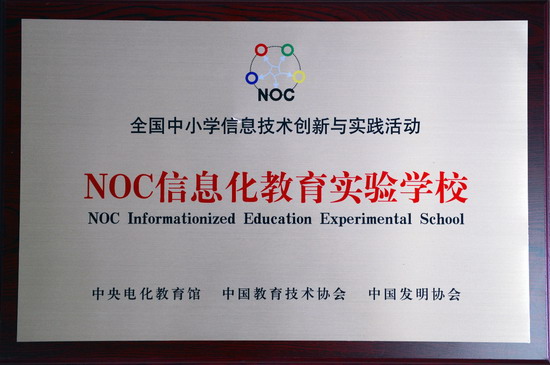 NOC
全国中小学信息技术创新与实践活动
NOC信息化教育实验学校
NOC Informationized Education Experimental School
中央电化教育馆 中国教育技术协会 中国发明协会